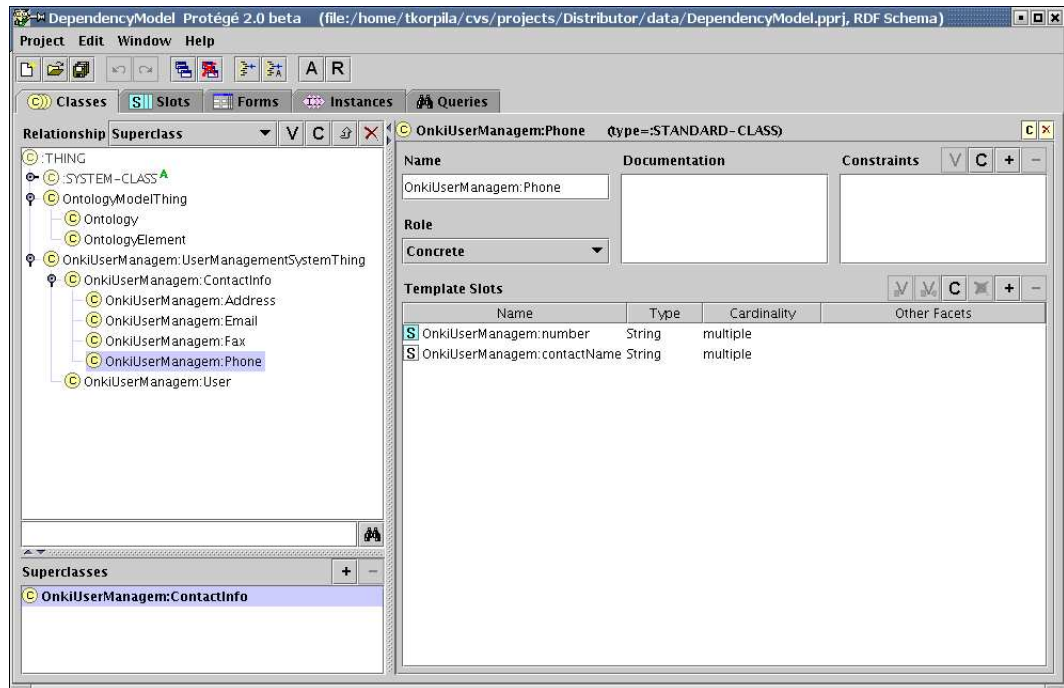 DependencyModel Protégé 2.0 beta (file:/home/tkorpila/cvs/projects/Distributor/data/DependencyModel.pprj, RDF Schema)
Project Edit Window Help
A R
C Classes S Slots Forms Instances Queries
Relationship Superclass V C
C :THING
C :SYSTEM-CLASS A
C OntologyModelThing
C Ontology
C OntologyElement
C OnkiUserManagem:UserManagementSystemThing
C OnkiUserManagem:ContactInfo
C OnkiUserManagem:Address
C OnkiUserManagem:Email
C OnkiUserManagem:Fax
C OnkiUserManagem:Phone
C OnkiUserManagem:User
Superclasses + -
C OnkiUserManagem:ContactInfo
C OnkiUserManagem:Phone (type=:STANDARD-CLASS) C ×
Name Documentation Constraints V C + -
OnkiUserManagem:Phone
Role
Concrete
Template Slots V V C + -
Name Type Cardinality Other Facets
S OnkiUserManagem:number String multiple
S OnkiUserManagem:contactName String multiple